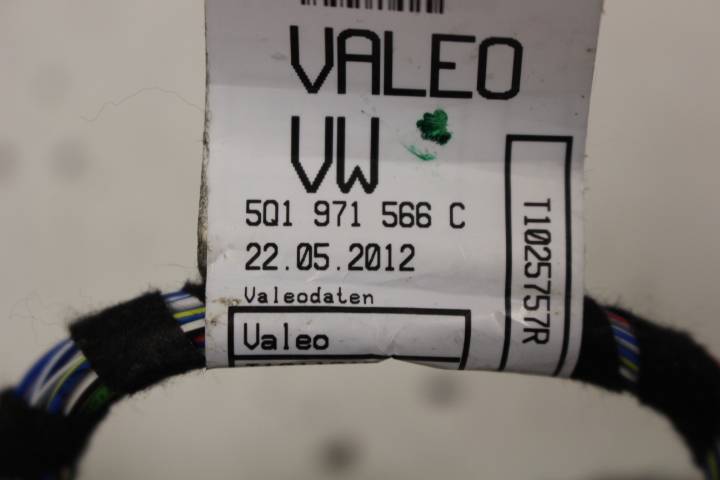 VALEO
VW
5Q1 971 566 C
22.05.2012
Valeodaten
Valeo
T1025757R